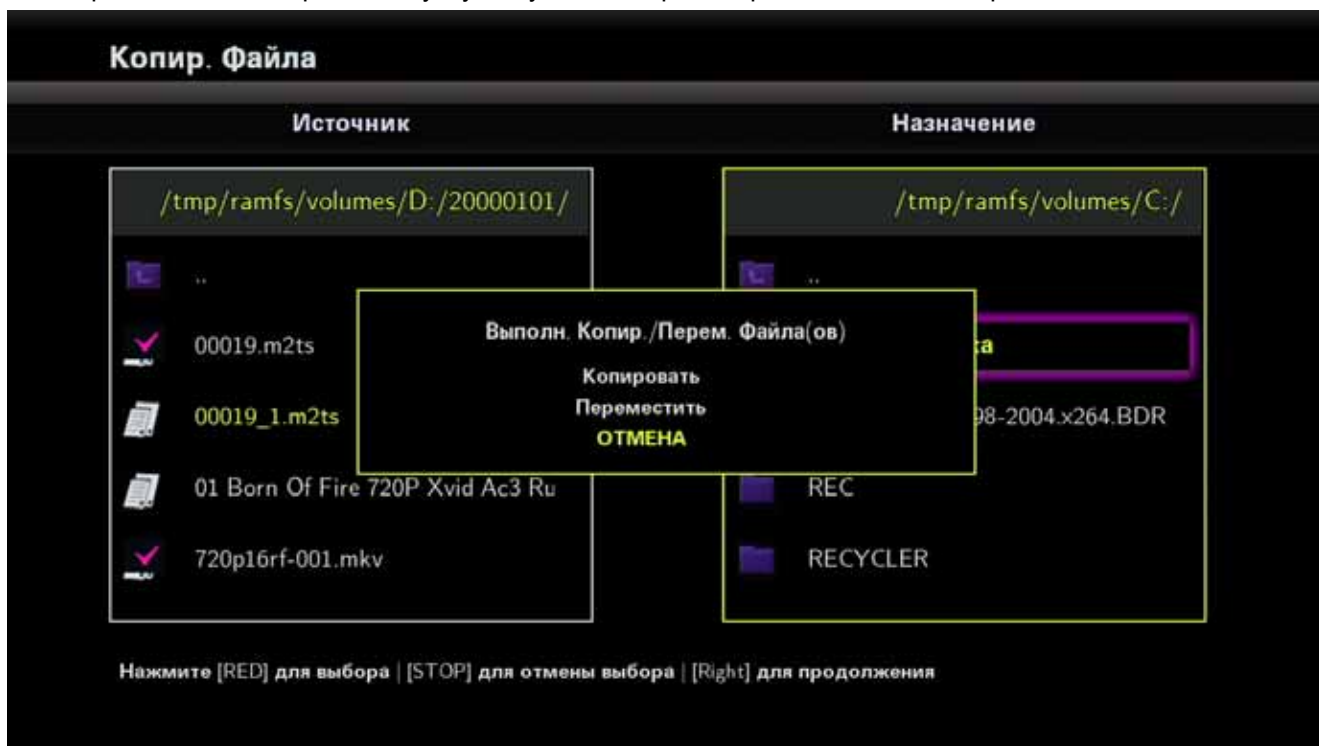 Копир. Файла
Источник
Назначение
/tmp/ramfs/volumes/D:/20000101/
/tmp/ramfs/volumes/C:/
..
..
00019.m2ts
00019_1.m2ts
01 Born Of Fire 720P Xvid Ac3 Ru
720p16rf-001.mkv
Выполн. Копир./Перем. Файла(ов)
Копировать
Переместить
ОТМЕНА
ка
98-2004.x264.BDR
REC
RECYCLER
Нажмите [RED] для выбора | [STOP] для отмены выбора | [Right] для продолжения